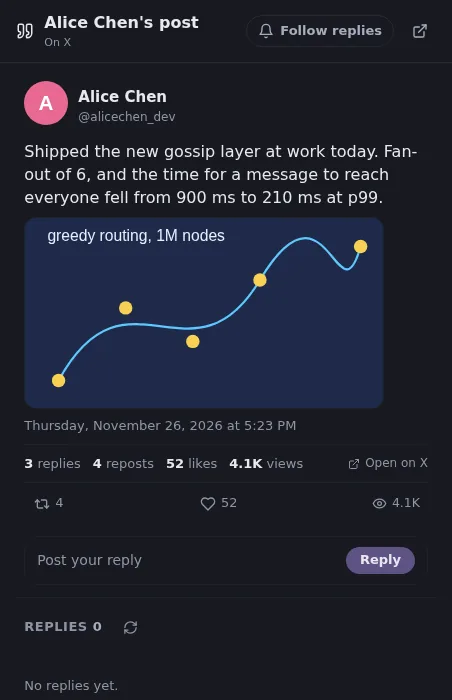 Alice Chen's post
On X
Follow replies
A
Alice Chen
@alicechen_dev
Shipped the new gossip layer at work today. Fan-
out of 6, and the time for a message to reach
everyone fell from 900 ms to 210 ms at p99.
greedy routing, 1M nodes
Thursday, November 26, 2026 at 5:23 PM
3 replies 4 reposts 52 likes 4.1K views Open on X
4 52 4.1K
Post your reply Reply
REPLIES 0
No replies yet.